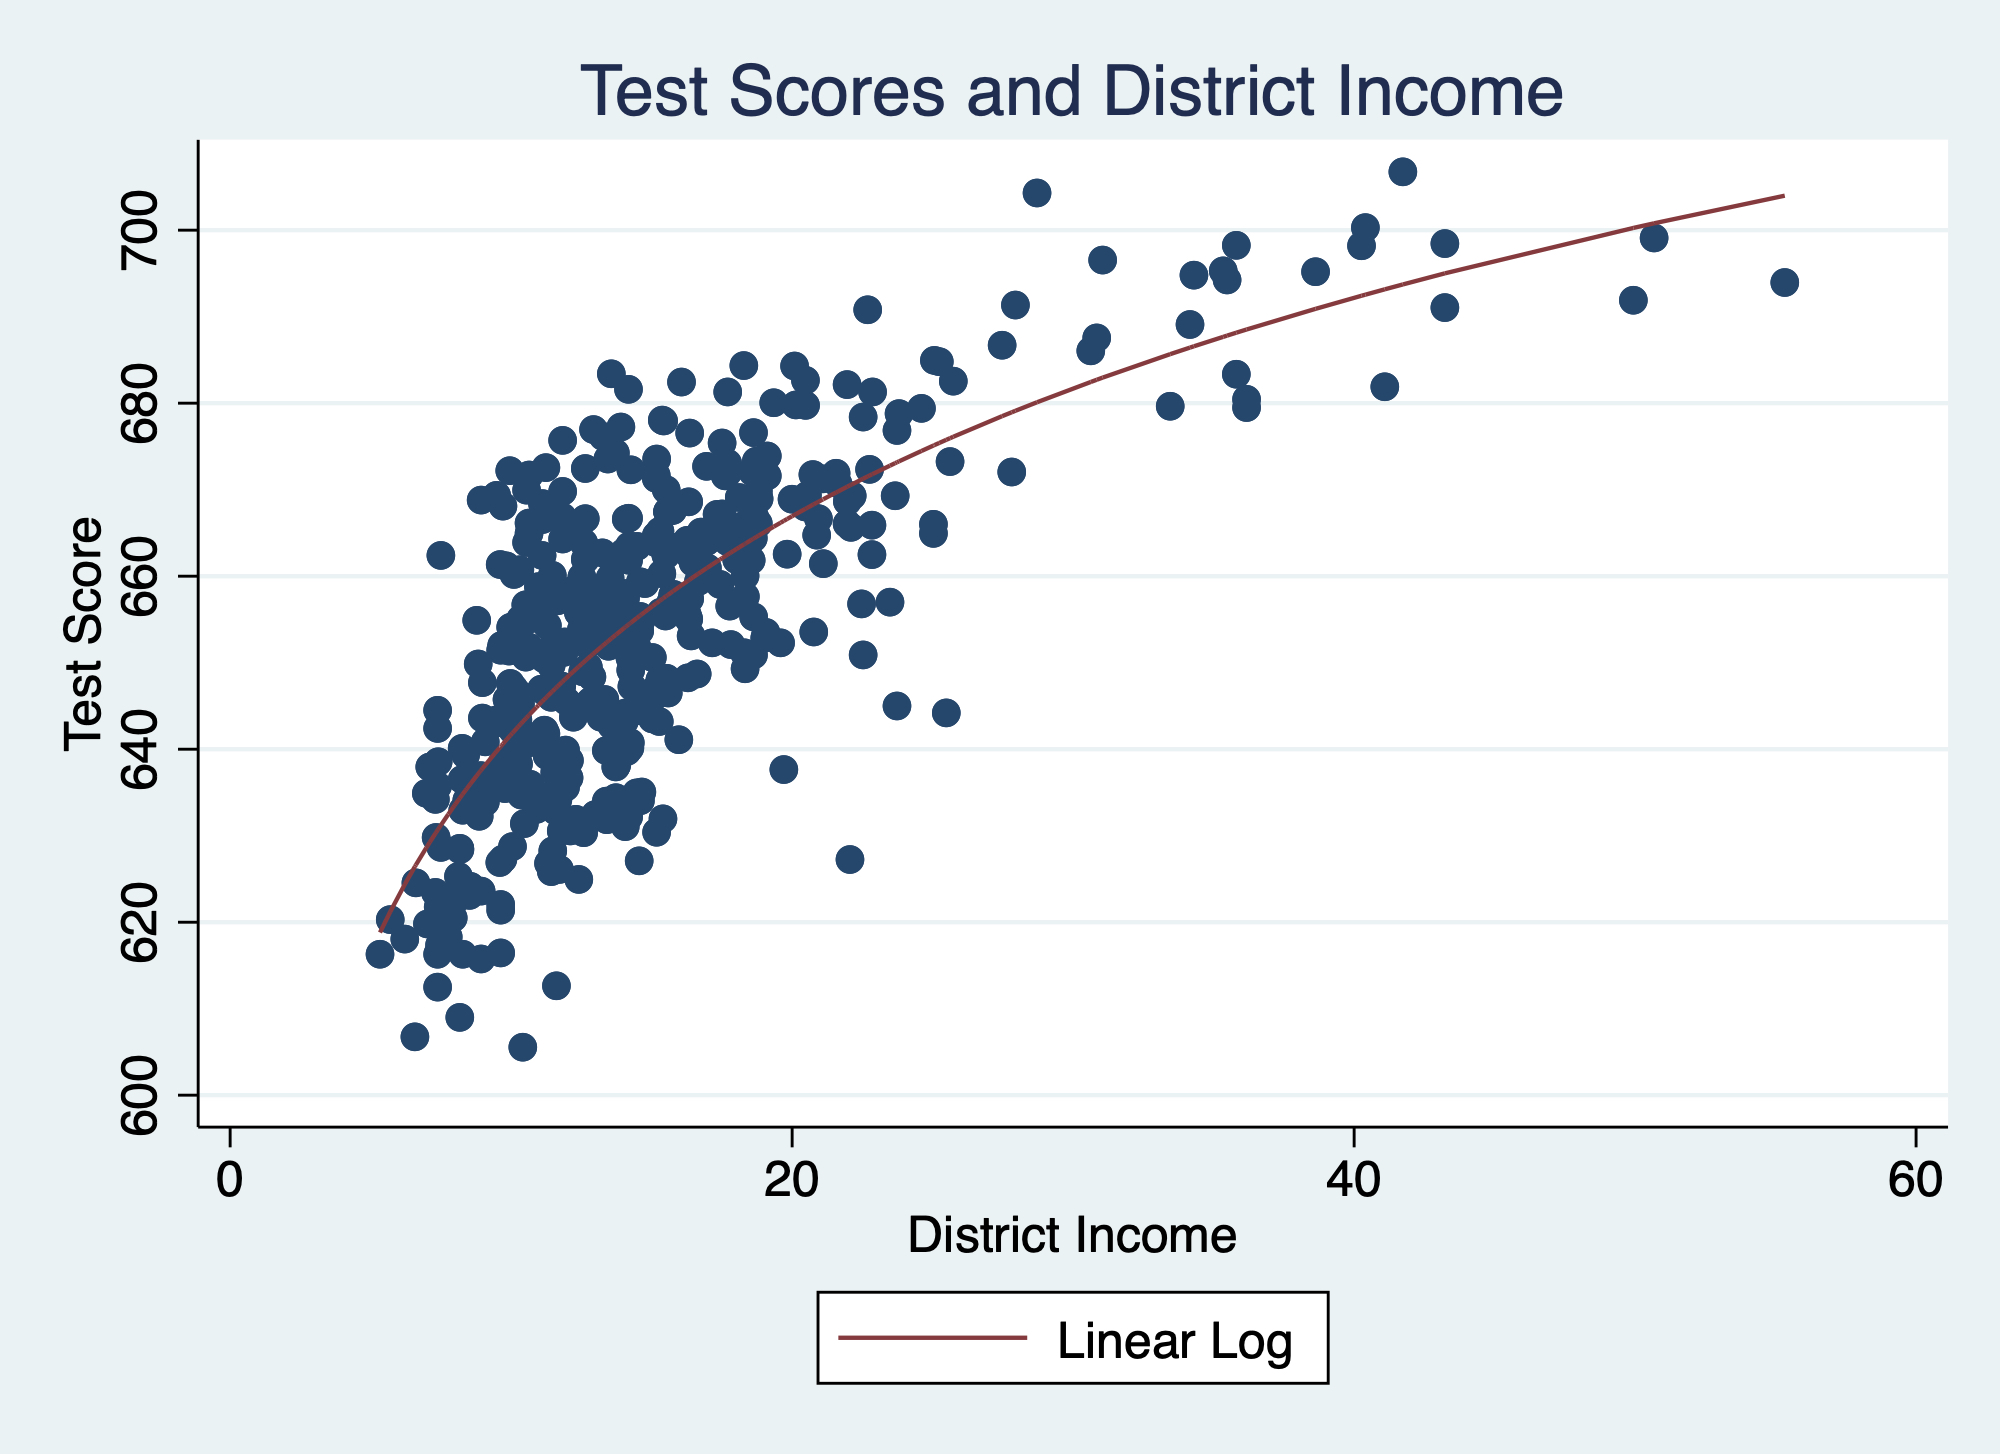 Test Scores and District Income
Test Score
700
680
660
640
620
600
0 20 40 60
District Income
Linear Log